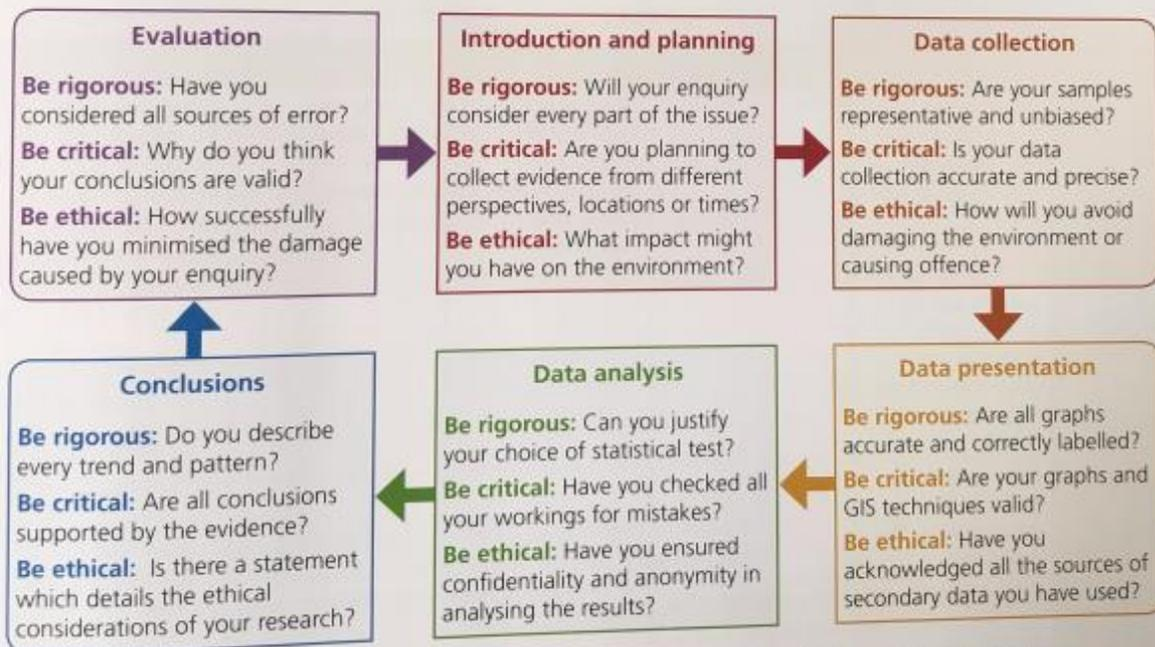 Evaluation
Be rigorous: Have you
considered all sources of error?
Be critical: Why do you think
your conclusions are valid?
Be ethical: How successfully
have you minimised the damage
caused by your enquiry?
Introduction and planning
Be rigorous: Will your enquiry
consider every part of the issue?
Be critical: Are you planning to
collect evidence from different
perspectives, locations or times?
Be ethical: What impact might
you have on the environment?
Data collection
Be rigorous: Are your samples
representative and unbiased?
Be critical: Is your data
collection accurate and precise?
Be ethical: How will you avoid
damaging the environment or
causing offence?
Data presentation
Be rigorous: Are all graphs
accurate and correctly labelled?
Be critical: Are your graphs and
GIS techniques valid?
Be ethical: Have you
acknowledged all the sources of
secondary data you have used?
Data analysis
Be rigorous: Can you justify
your choice of statistical test?
Be critical: Have you checked all
your workings for mistakes?
Be ethical: Have you ensured
confidentiality and anonymity in
analysing the results?
Conclusions
Be rigorous: Do you describe
every trend and pattern?
Be critical: Are all conclusions
supported by the evidence?
Be ethical: Is there a statement
which details the ethical
considerations of your research?